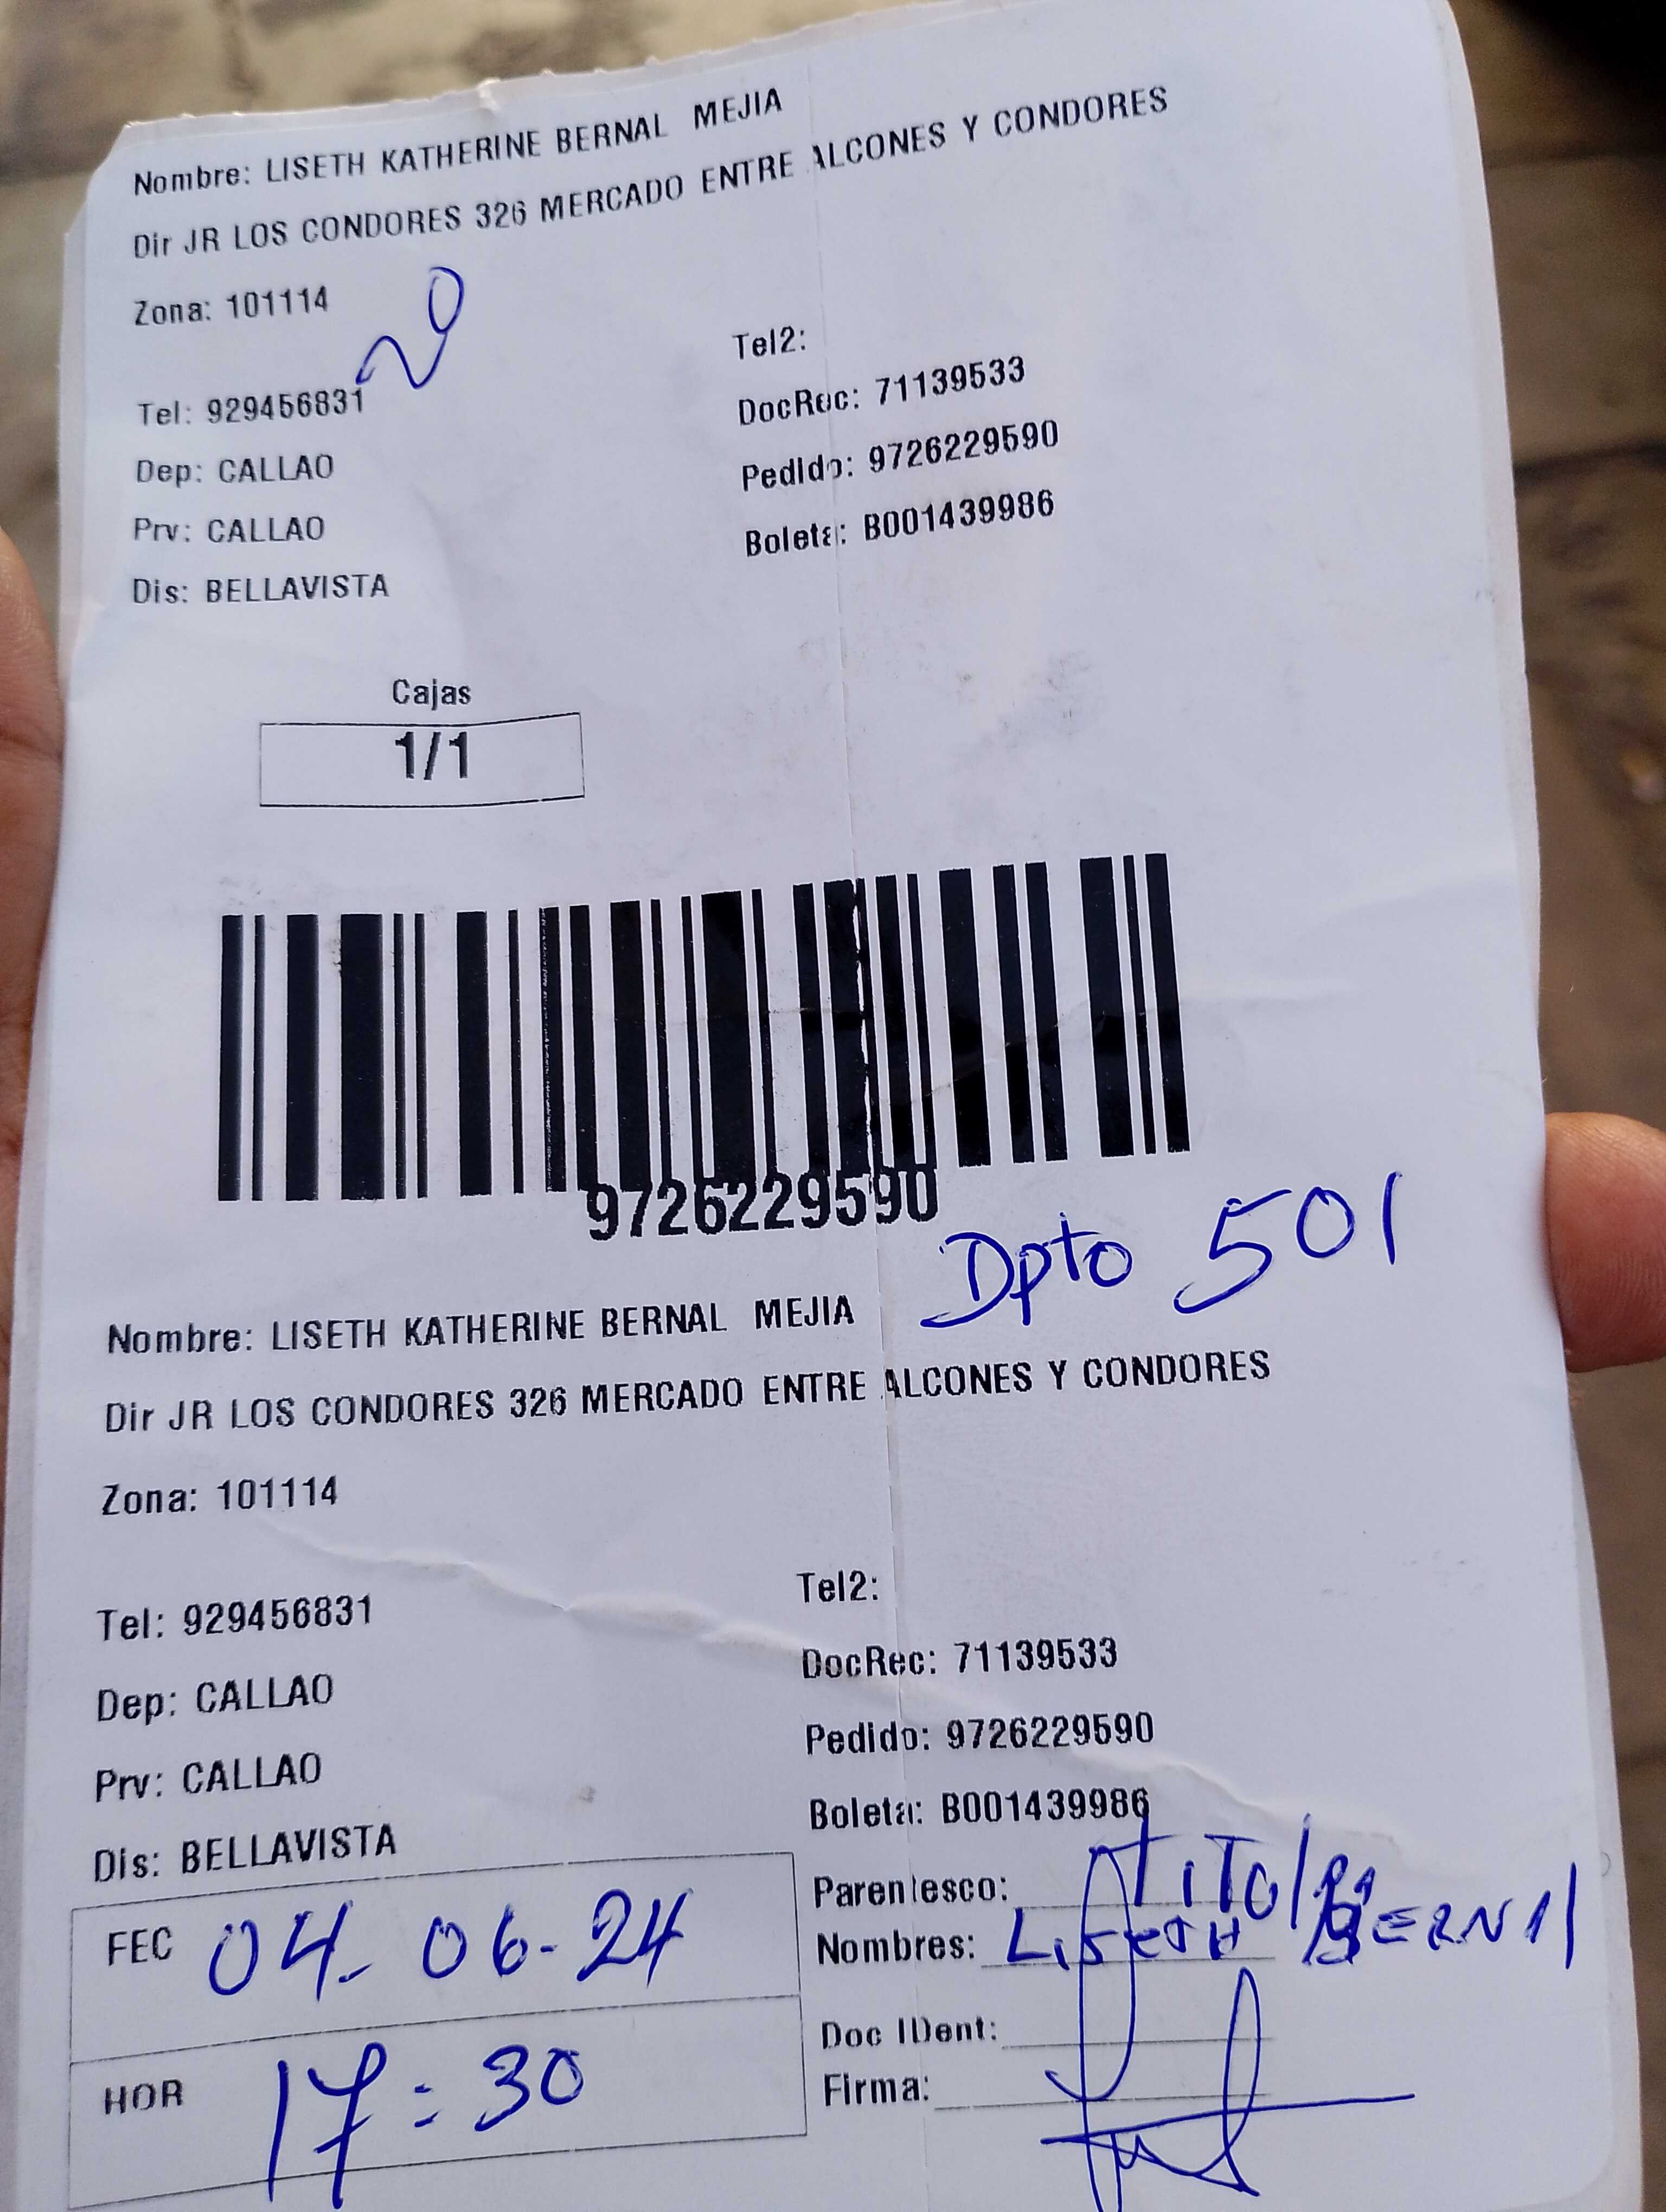 Nombre: LISETH KATHERINE BERNAL MEJIA
Dir JR LOS CONDORES 326 MERCADO ENTRE ALCONES Y CONDORES
Zona: 101114
Tel2:
Tel: 929456831
DocRec: 71139533
Dep: CALLAO
Pedido: 9726229590
Prv: CALLAO
Boleta: B001439986
Dis: BELLAVISTA
Cajas
1/1
9726229590
Dpto 501
Nombre: LISETH KATHERINE BERNAL MEJIA
Dir JR LOS CONDORES 326 MERCADO ENTRE ALCONES Y CONDORES
Zona: 101114
Tel2:
Tel: 929456831
DocRec: 71139533
Dep: CALLAO
Pedido: 9726229590
Prv: CALLAO
Boleta: B001439986
Dis: BELLAVISTA
Parentesco:
FEC 04-06-24
Nombres: LISETH BERNAl
Doc IDent:
HOR 17:30
Firma: